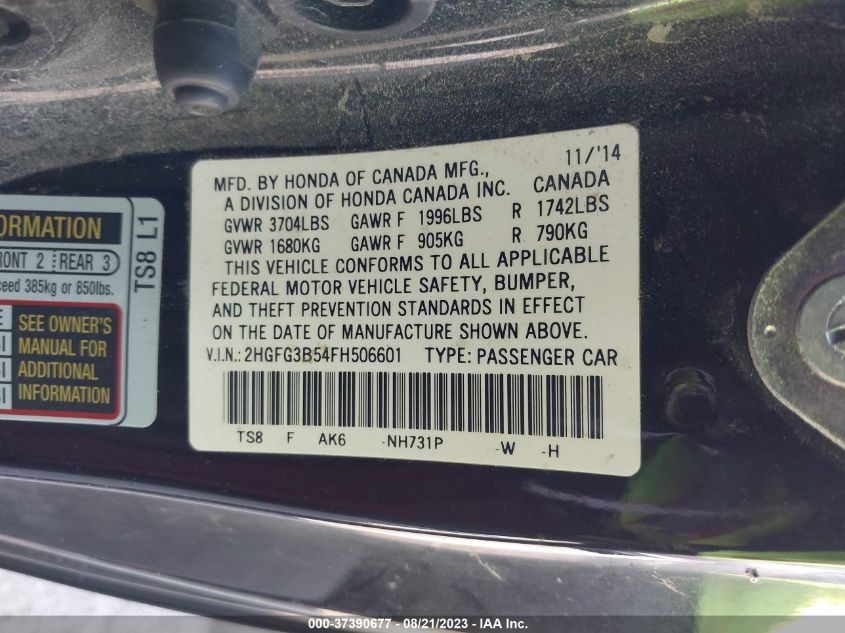 11/'14
MFD. BY HONDA OF CANADA MFG.,
A DIVISION OF HONDA CANADA INC. CANADA
GVWR 3704LBS GAWR F 1996LBS R 1742LBS
GVWR 1680KG GAWR F 905KG R 790KG
THIS VEHICLE CONFORMS TO ALL APPLICABLE
FEDERAL MOTOR VEHICLE SAFETY, BUMPER,
AND THEFT PREVENTION STANDARDS IN EFFECT
ON THE DATE OF MANUFACTURE SHOWN ABOVE.
V.I.N.: 2HGFG3B54FH506601 TYPE: PASSENGER CAR
TS8 F AK6 -NH731P -W -H
ORMATION
RONT 2 REAR 3
ceed 385kg or 850lbs.
TS8 L1
E
SI
SI
SI
SEE OWNER'S
MANUAL FOR
ADDITIONAL
INFORMATION
000-37390677 - 08/21/2023 - © IAA, Inc.